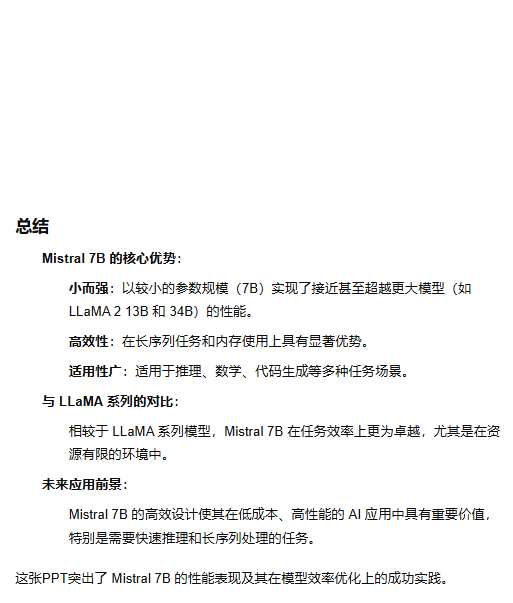 总结
Mistral 7B 的核心优势：
小而强：以较小的参数规模（7B）实现了接近甚至超越更大模型（如
LLaMA 2 13B 和 34B）的性能。
高效性：在长序列任务和内存使用上具有显著优势。
适用性广：适用于推理、数学、代码生成等多种任务场景。
与 LLaMA 系列的对比：
相较于 LLaMA 系列模型，Mistral 7B 在任务效率上更为卓越，尤其是在资
源有限的环境中。
未来应用前景：
Mistral 7B 的高效设计使其在低成本、高性能的 AI 应用中具有重要价值，
特别是需要快速推理和长序列处理的任务。
这张PPT突出了 Mistral 7B 的性能表现及其在模型效率优化上的成功实践。